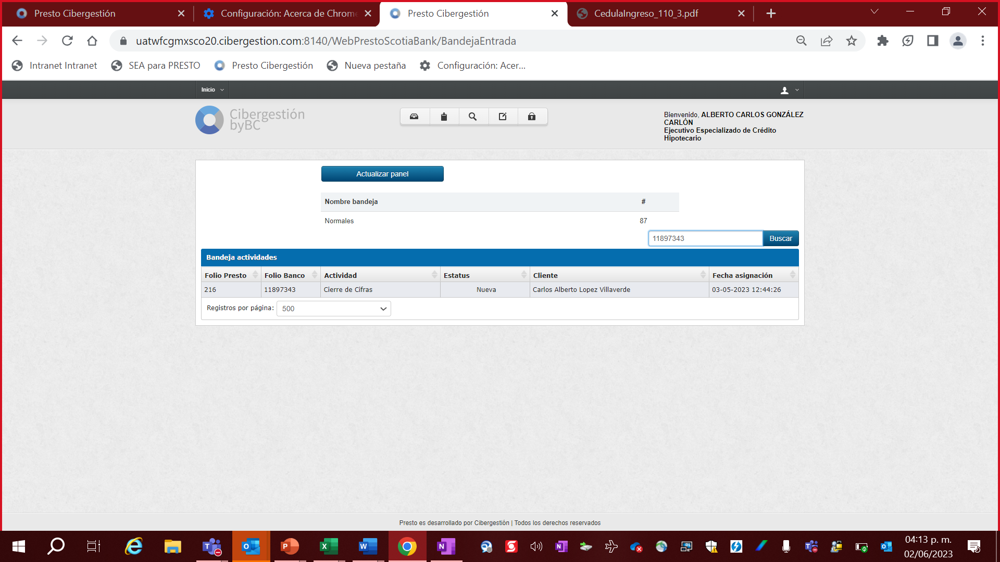 Presto Cibergestión
Configuración: Acerca de Chrome
Presto Cibergestión
CedulaIngreso_110_3.pdf
uatwfcgmxsco20.cibergestion.com:8140/WebPrestoScotiaBank/BandejaEntrada
Intranet Intranet
SEA para PRESTO
Presto Cibergestión
Nueva pestaña
Configuración: Acer...
Inicio
Cibergestión
byBC
Bienvenido, ALBERTO CARLOS GONZÁLEZ
CARLÓN
Ejecutivo Especializado de Crédito
Hipotecario
Actualizar panel
Nombre bandeja #
Normales 87
11897343 Buscar
Bandeja actividades
Folio Presto Folio Banco Actividad Estatus Cliente Fecha asignación
216 11897343 Cierre de Cifras Nueva Carlos Alberto Lopez Villaverde 03-05-2023 12:44:26
Registros por página: 500
Presto es desarrollado por Cibergestión | Todos los derechos reservados
04:13 p. m.
02/06/2023